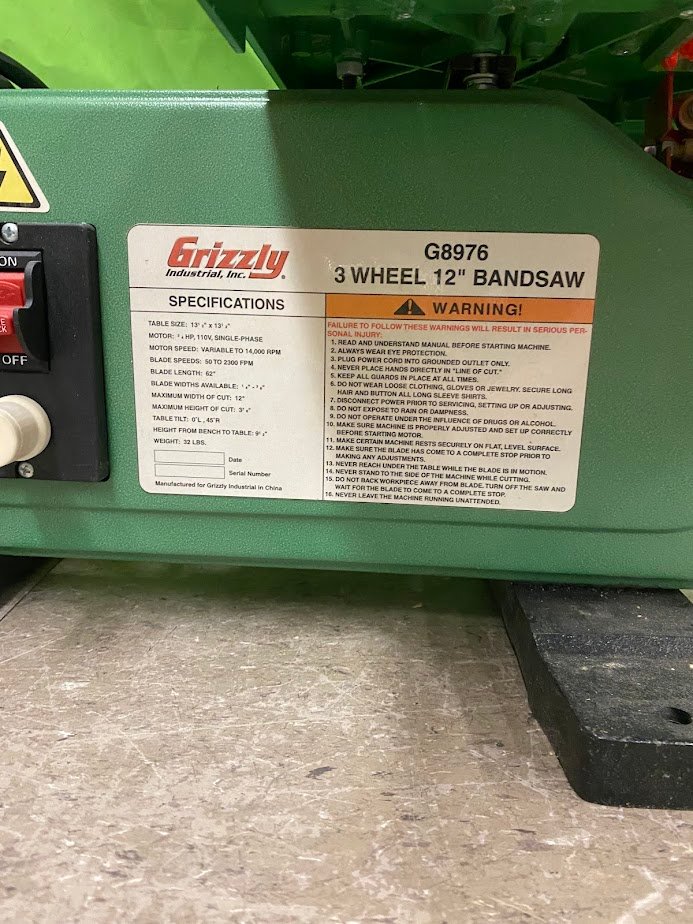 ON
OFF
Grizzly
Industrial, Inc.
SPECIFICATIONS
TABLE SIZE: 13
MOTOR: HP, 110V, SINGLE-PHASE
MOTOR SPEED: VARIABLE TO 14,000 RPM
BLADE SPEEDS: 50 TO 2300 FPM
BLADE LENGTH: 62"
BLADE WIDTHS AVAILABLE:
MAXIMUM WIDTH OF CUT: 12"
MAXIMUM HEIGHT OF CUT:
TABLE TILT: 0°L , 45°R
HEIGHT FROM BENCH TO TABLE:
WEIGHT: 32 LBS.
Date
Serial Number
Manufactured for Grizzly Industrial in China
G8976
3 WHEEL 12" BANDSAW
WARNING!
FAILURE TO FOLLOW THESE WARNINGS WILL RESULT IN SERIOUS PER-
SONAL INJURY:
1. READ AND UNDERSTAND MANUAL BEFORE STARTING MACHINE.
2. ALWAYS WEAR EYE PROTECTION.
3. PLUG POWER CORD INTO GROUNDED OUTLET ONLY.
4. NEVER PLACE HANDS DIRECTLY IN "LINE OF CUT."
5. KEEP ALL GUARDS IN PLACE AT ALL TIMES.
6. DO NOT WEAR LOOSE CLOTHING, GLOVES OR JEWELRY. SECURE LONG
HAIR AND BUTTON ALL LONG SLEEVE SHIRTS.
7. DISCONNECT POWER PRIOR TO SERVICING, SETTING UP OR ADJUSTING.
8. DO NOT EXPOSE TO RAIN OR DAMPNESS.
9. DO NOT OPERATE UNDER THE INFLUENCE OF DRUGS OR ALCOHOL.
10. MAKE SURE MACHINE IS PROPERLY ADJUSTED AND SET UP CORRECTLY
BEFORE STARTING MOTOR.
11. MAKE CERTAIN MACHINE RESTS SECURELY ON FLAT, LEVEL SURFACE.
12. MAKE SURE THE BLADE HAS COME TO A COMPLETE STOP PRIOR TO
MAKING ANY ADJUSTMENTS.
13. NEVER REACH UNDER THE TABLE WHILE THE BLADE IS IN MOTION.
14. NEVER STAND TO THE SIDE OF THE MACHINE WHILE CUTTING.
15. DO NOT BACK WORKPIECE AWAY FROM BLADE. TURN OFF THE SAW AND
WAIT FOR THE BLADE TO COME TO A COMPLETE STOP.
16. NEVER LEAVE THE MACHINE RUNNING UNATTENDED.